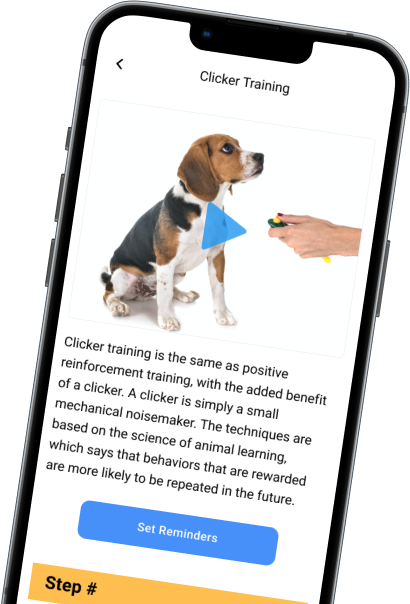 Clicker Training
Clicker training is the same as positive
reinforcement training, with the added benefit
of a clicker. A clicker is simply a small
mechanical noisemaker. The techniques are
based on the science of animal learning,
which says that behaviors that are rewarded
are more likely to be repeated in the future.
Set Reminders
Step #